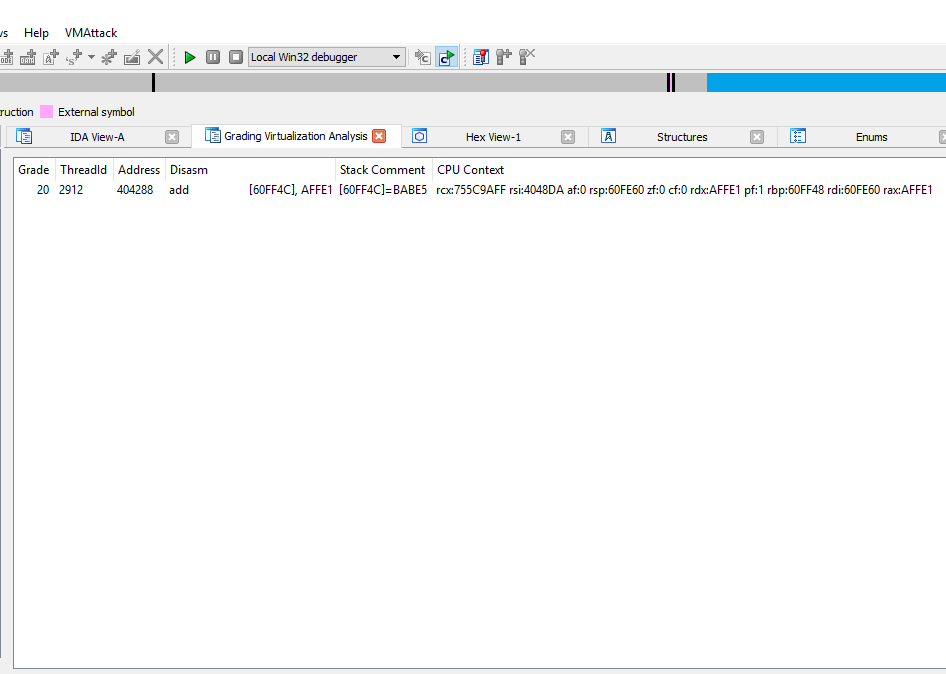 Help VMAttack
Local Win32 debugger
ruction External symbol
IDA View-A Grading Virtualization Analysis Hex View-1 Structures Enums
Grade ThreadId Address Disasm Stack Comment CPU Context
20 2912 404288 add [60FF4C], AFFE1 [60FF4C]=BABE5 rcx:755C9AFF rsi:4048DA af:0 rsp:60FE60 zf:0 cf:0 rdx:AFFE1 pf:1 rbp:60FF48 rdi:60FE60 rax:AFFE1